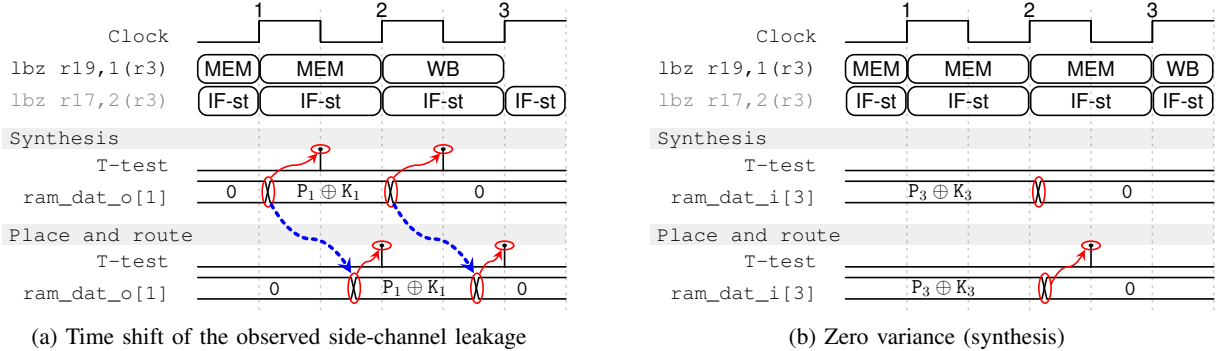 1 2 3
Clock
lbz r19,1(r3) MEM MEM WB
lbz r17,2(r3) IF-st IF-st IF-st IF-st
Synthesis
T-test
ram_dat_o[1] 0 P₁ ⊕ K₁ 0
Place and route
T-test
ram_dat_o[1] 0 P₁ ⊕ K₁ 0
(a) Time shift of the observed side-channel leakage
1 2 3
Clock
lbz r19,1(r3) MEM MEM MEM WB
lbz r17,2(r3) IF-st IF-st IF-st IF-st
Synthesis
T-test
ram_dat_i[3] P₃ ⊕ K₃ 0
Place and route
T-test
ram_dat_i[3] P₃ ⊕ K₃ 0
(b) Zero variance (synthesis)